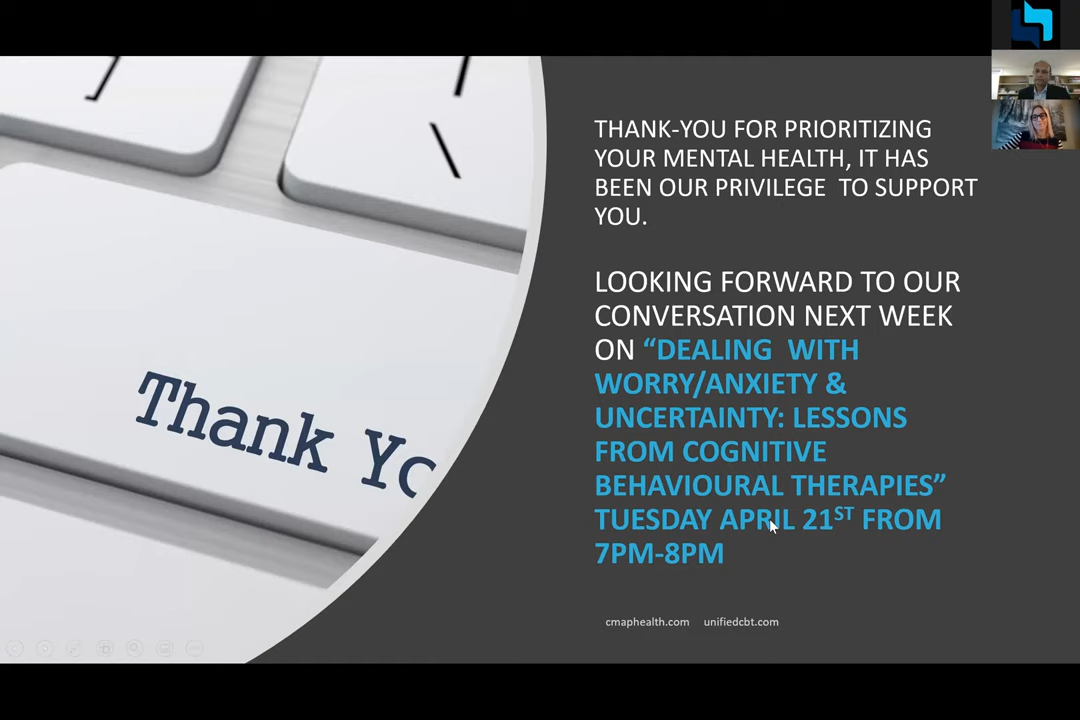 ]
\
Thank Yo
THANK-YOU FOR PRIORITIZING
YOUR MENTAL HEALTH, IT HAS
BEEN OUR PRIVILEGE TO SUPPORT
YOU.
LOOKING FORWARD TO OUR
CONVERSATION NEXT WEEK
ON “DEALING WITH
WORRY/ANXIETY &
UNCERTAINTY: LESSONS
FROM COGNITIVE
BEHAVIOURAL THERAPIES”
TUESDAY APRIL 21ST FROM
7PM-8PM
cmaphealth.com unifiedcbt.com